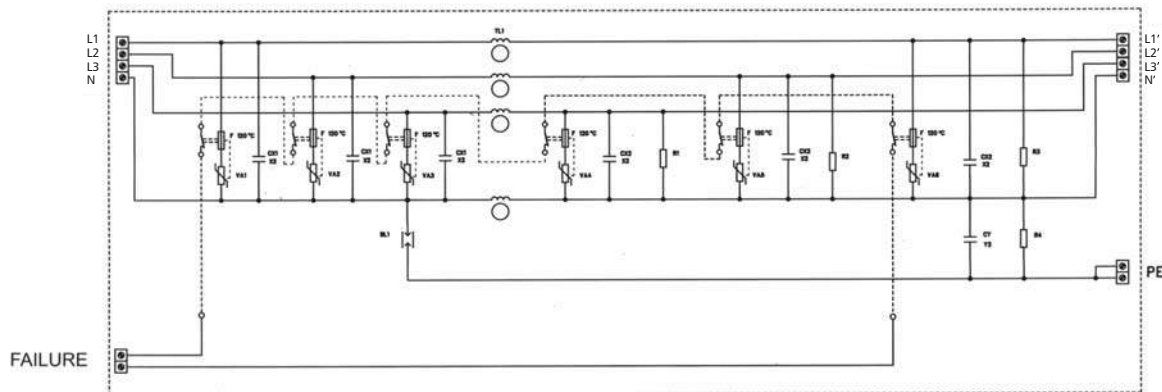 TL1
L1
L2
L3
N
L1'
L2'
L3'
N'
F 120 °C
F 120 °C
F 120 °C
F 120 °C
F 120 °C
F 120 °C
CX1
X2
CX1
X2
CX1
X2
CX2
X2
R1
CX2
X2
R2
CX2
X2
R3
VA1
VA2
VA3
VA4
VA5
VA6
BL1
CY
Y2
R4
PE
FAILURE